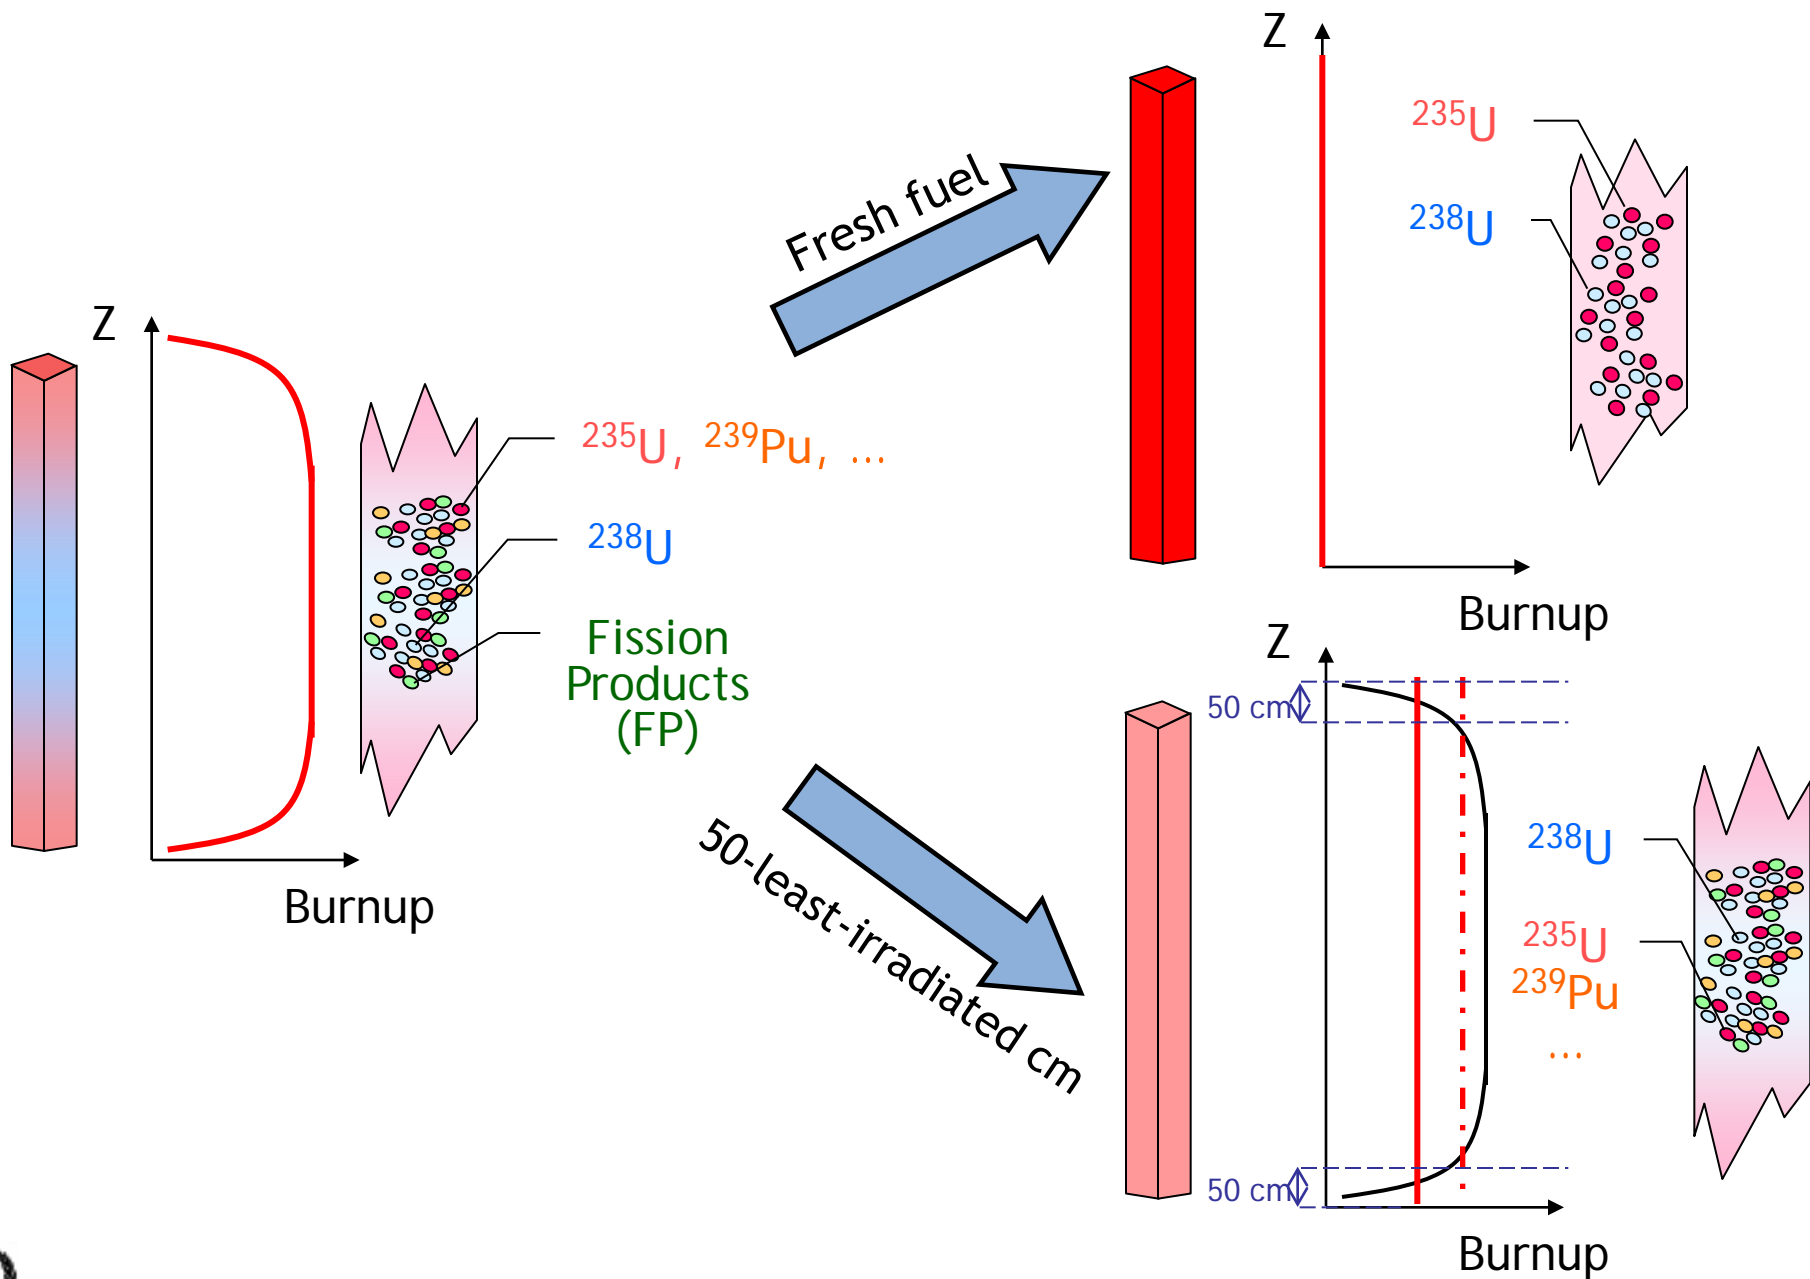 Z
Burnup
²³⁵U, ²³⁹Pu, ...
²³⁸U
Fission
Products
(FP)
Fresh fuel
Z
²³⁵U
²³⁸U
Burnup
50-least-irradiated cm
Z
50 cm
50 cm
²³⁸U
²³⁵U
²³⁹Pu
...
Burnup